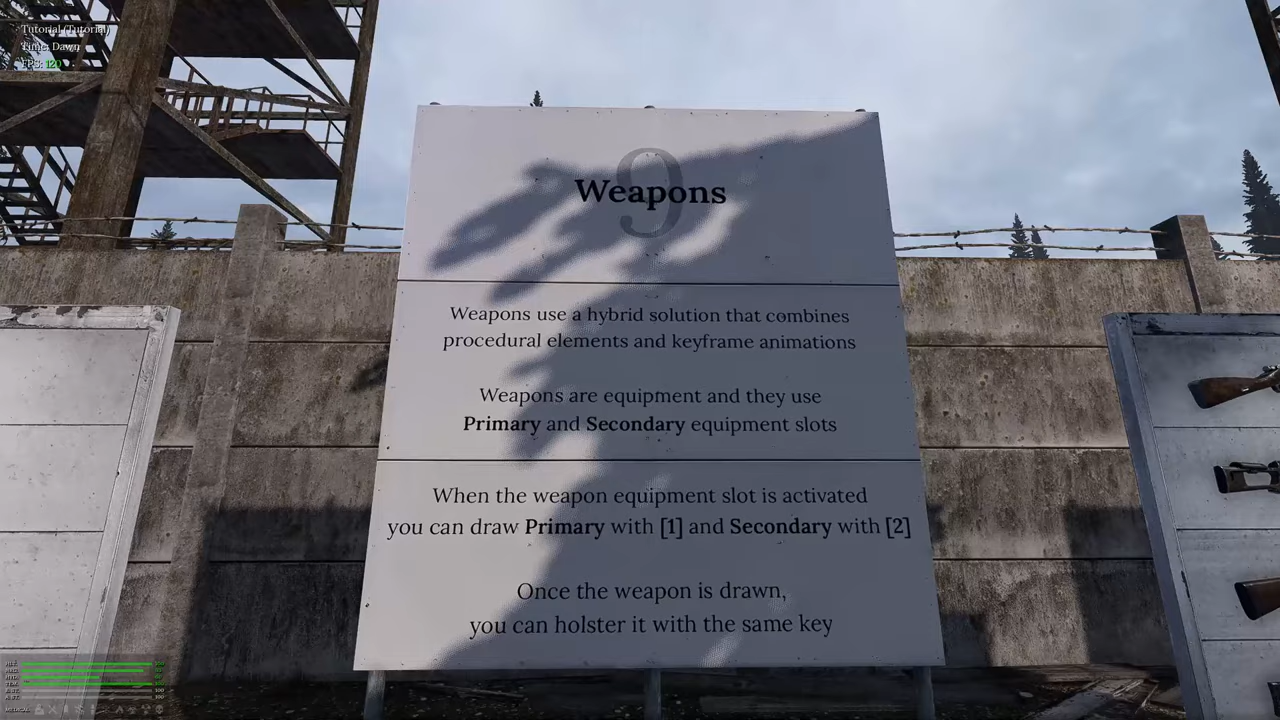 Tutorial (Tutorial)
Time: Dawn
FPS: 120
9
Weapons
Weapons use a hybrid solution that combines
procedural elements and keyframe animations
Weapons are equipment and they use
Primary and Secondary equipment slots
When the weapon equipment slot is activated
you can draw Primary with [1] and Secondary with [2]
Once the weapon is drawn,
you can holster it with the same key